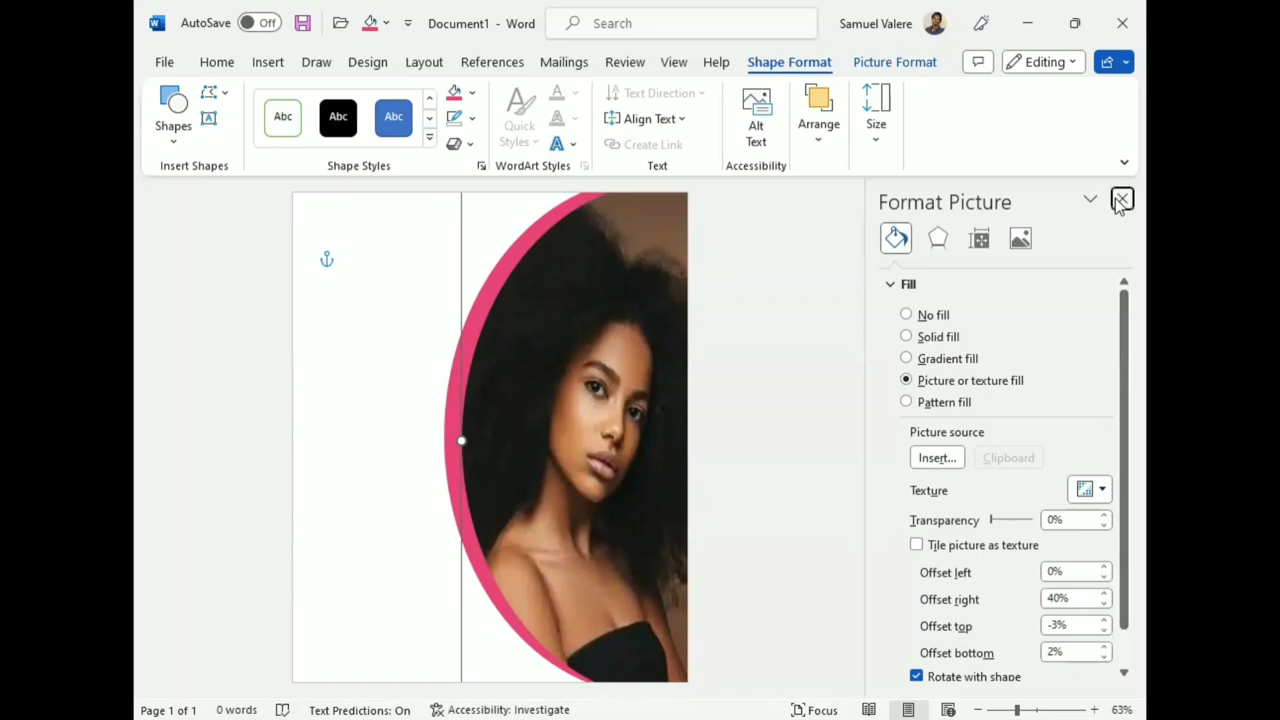 AutoSave Off Document1 - Word Search Samuel Valere
File Home Insert Draw Design Layout References Mailings Review View Help Shape Format Picture Format Editing
Shapes
Insert Shapes
Abc Abc Abc
Shape Styles
Quick
Styles
WordArt Styles
Text Direction
Align Text
Create Link
Text
Alt
Text
Accessibility
Arrange
Size
Format Picture
Fill
No fill
Solid fill
Gradient fill
Picture or texture fill
Pattern fill
Picture source
Insert... Clipboard
Texture
Transparency 0%
Tile picture as texture
Offset left 0%
Offset right 40%
Offset top -3%
Offset bottom 2%
Rotate with shape
Page 1 of 1 0 words Text Predictions: On Accessibility: Investigate Focus 63%